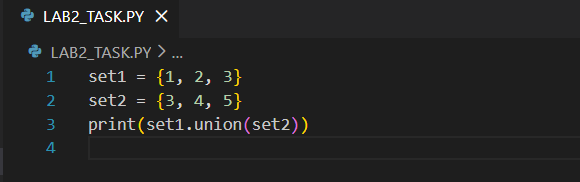 LAB2_TASK.PY ×
LAB2_TASK.PY > ...
1 set1 = {1, 2, 3}
2 set2 = {3, 4, 5}
3 print(set1.union(set2))
4